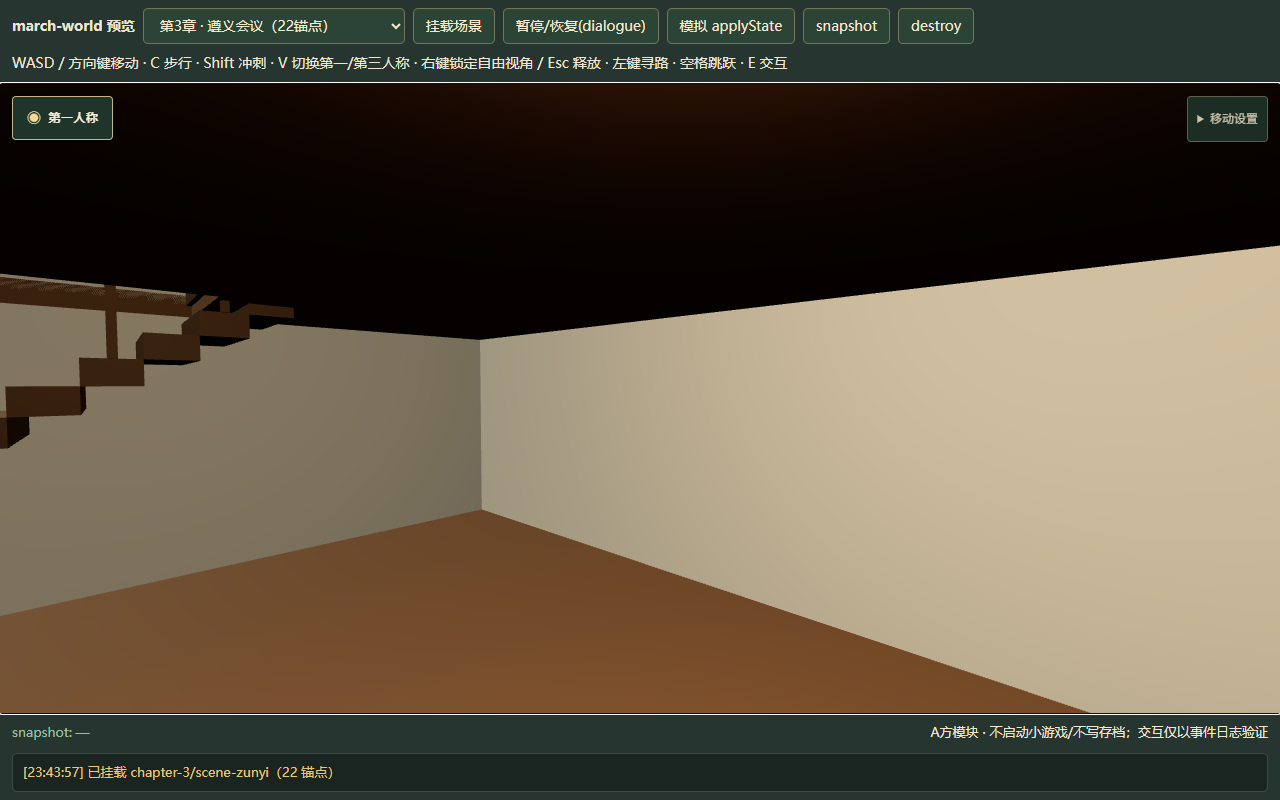 march-world 预览 第3章 · 遵义会议（22锚点） 挂载场景 暂停/恢复(dialogue) 模拟 applyState snapshot destroy
WASD / 方向键移动 · C 步行 · Shift 冲刺 · V 切换第一/第三人称 · 右键锁定自由视角 / Esc 释放 · 左键寻路 · 空格跳跃 · E 交互
◉ 第一人称
▶ 移动设置
snapshot: —
A方模块 · 不启动小游戏/不写存档；交互仅以事件日志验证
[23:43:57] 已挂载 chapter-3/scene-zunyi（22 锚点）